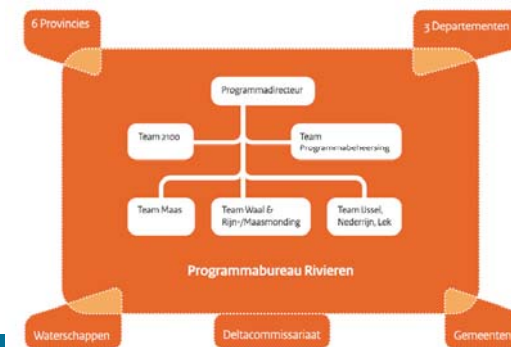 6 Provincies
3 Departementen
Programmadirecteur
Team 2100
Team
Programmabeheersing
Team Maas
Team Waal &
Rijn-/Maasmonding
Team IJssel,
Nederrijn, Lek
Programmabureau Rivieren
Waterschappen
Deltacommissariaat
Gemeenten